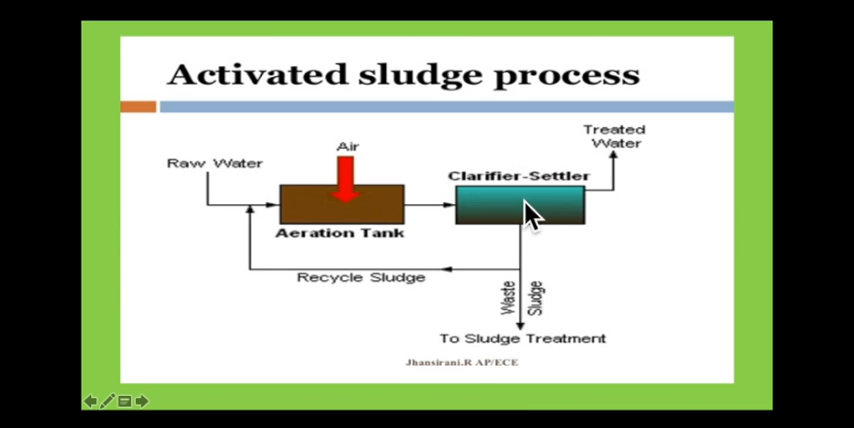 Activated sludge process
Treated
Water
Air
Raw Water
Clarifier-Settler
Aeration Tank
Recycle Sludge
Waste
Sludge
To Sludge Treatment
Jhansirani.R AP/ECE